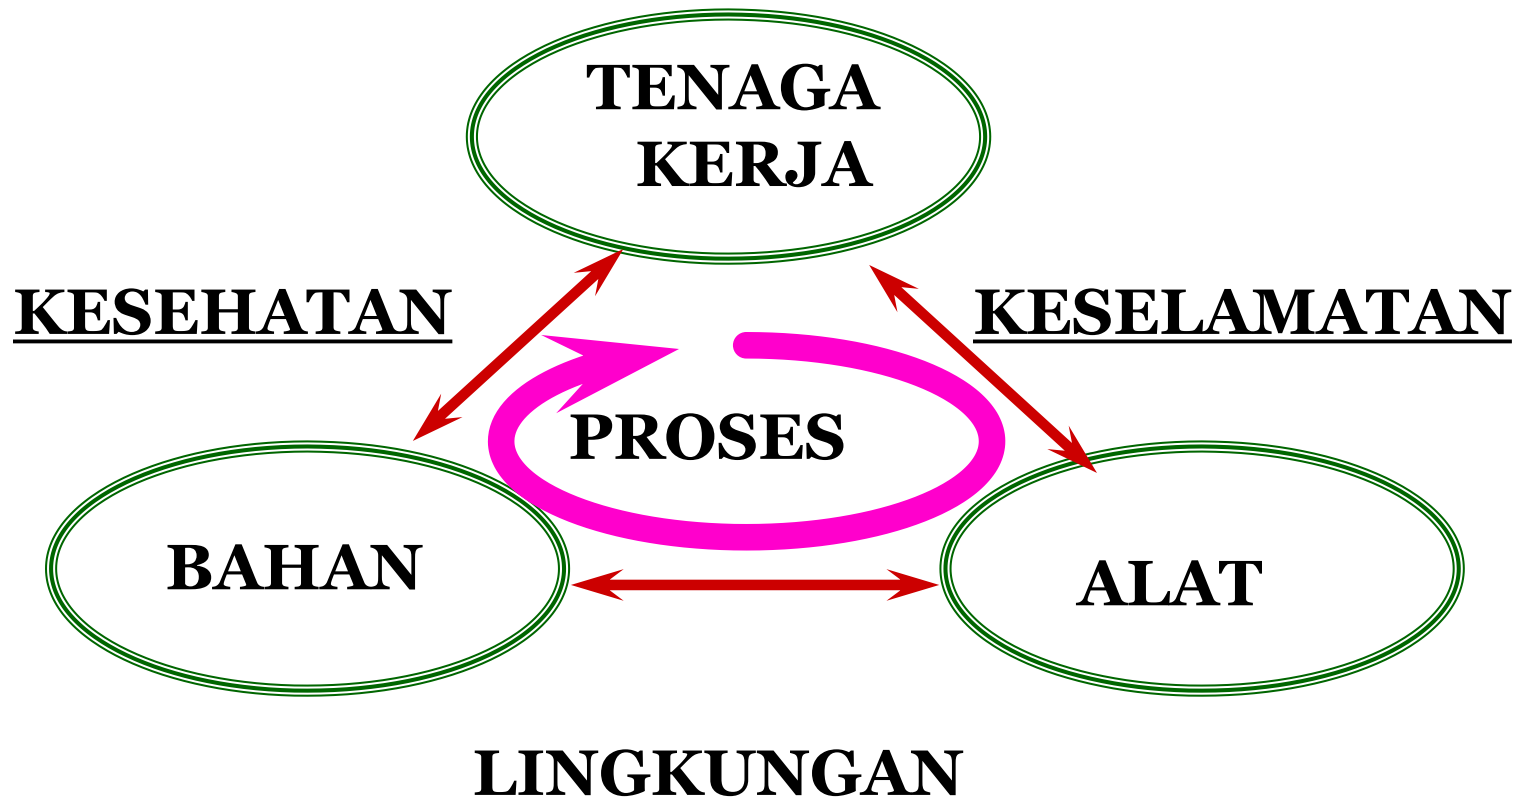 TENAGA
KERJA
KESEHATAN
KESELAMATAN
PROSES
BAHAN
ALAT
LINGKUNGAN